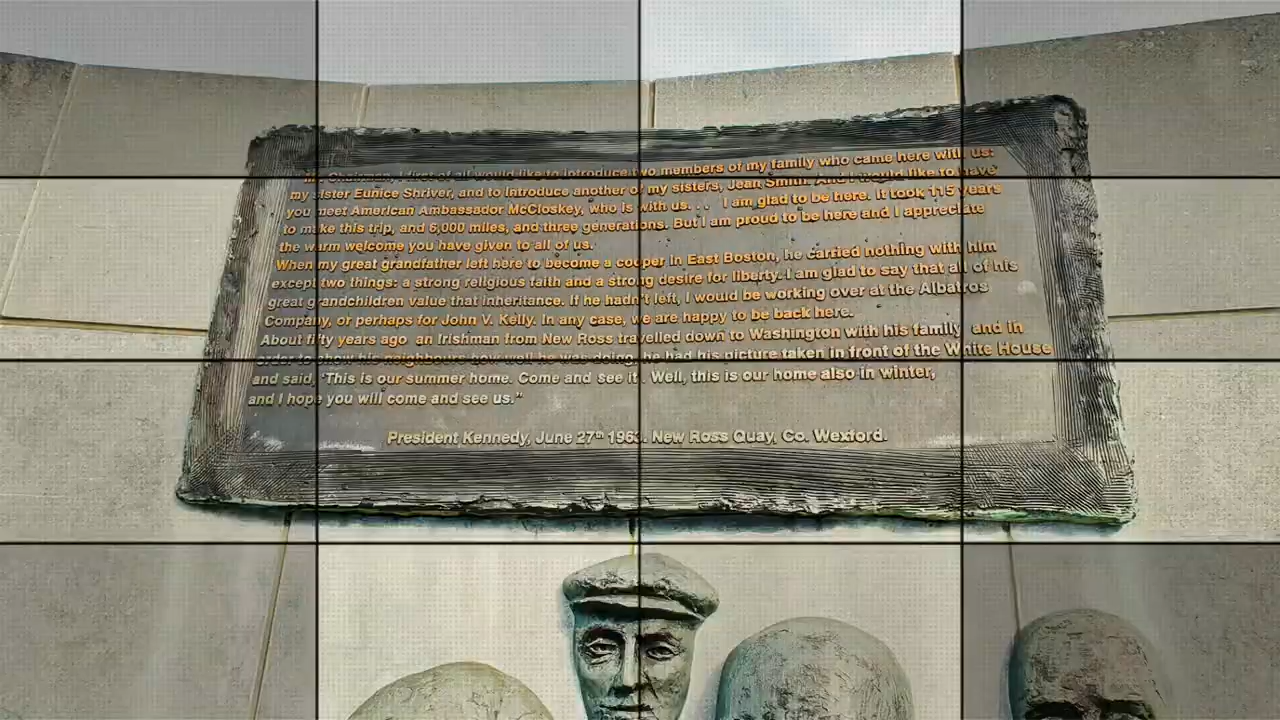 Mr. Chairman, I first of all would like to introduce two members of my family who came here with us:
my sister Eunice Shriver, and to introduce another of my sisters, Jean Smith. And I would like to have
you meet American Ambassador McCloskey, who is with us. . . I am glad to be here. It took 115 years
to make this trip, and 6,000 miles, and three generations. But I am proud to be here and I appreciate
the warm welcome you have given to all of us.
When my great grandfather left here to become a cooper in East Boston, he carried nothing with him
except two things: a strong religious faith and a strong desire for liberty. I am glad to say that all of his
great grandchildren value that inheritance. If he hadn't left, I would be working over at the Albatros
Company, or perhaps for John V. Kelly. In any case, we are happy to be back here.
About fifty years ago an Irishman from New Ross travelled down to Washington with his family and in
order to show his neighbours how well he was doing, he had his picture taken in front of the White House
and said, "This is our summer home. Come and see it". Well, this is our home also in winter,
and I hope you will come and see us."
President Kennedy, June 27th 1963. New Ross Quay, Co. Wexford.